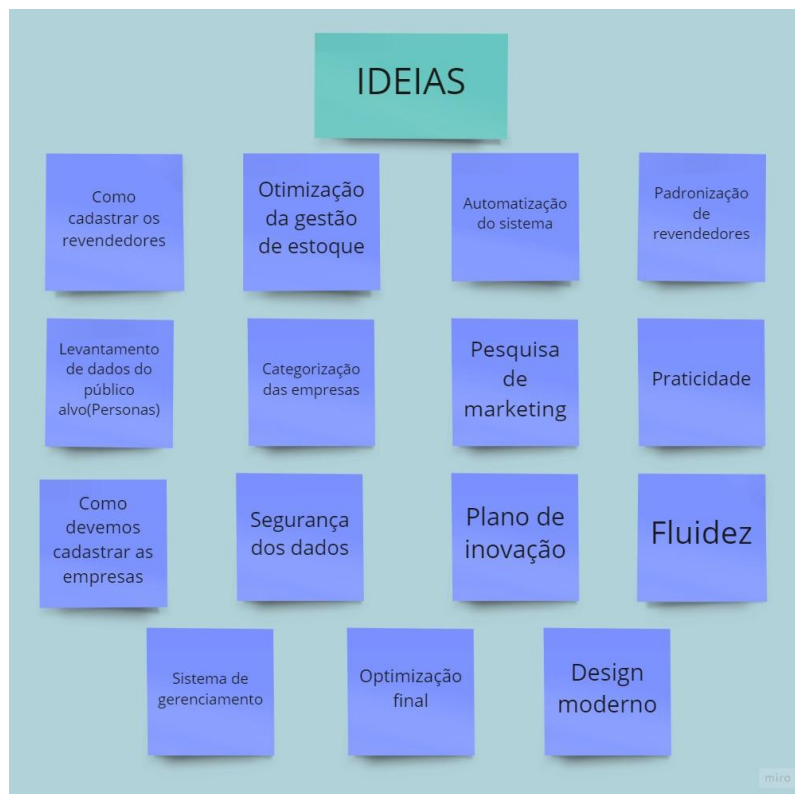 IDEIAS
Como
cadastrar os
revendedores
Otimização
da gestão
de estoque
Automatização
do sistema
Padronização
de
revendedores
Levantamento
de dados do
público
alvo(Personas)
Categorização
das empresas
Pesquisa
de
marketing
Praticidade
Como
devemos
cadastrar as
empresas
Segurança
dos dados
Plano de
inovação
Fluidez
Sistema de
gerenciamento
Optimização
final
Design
moderno
miro